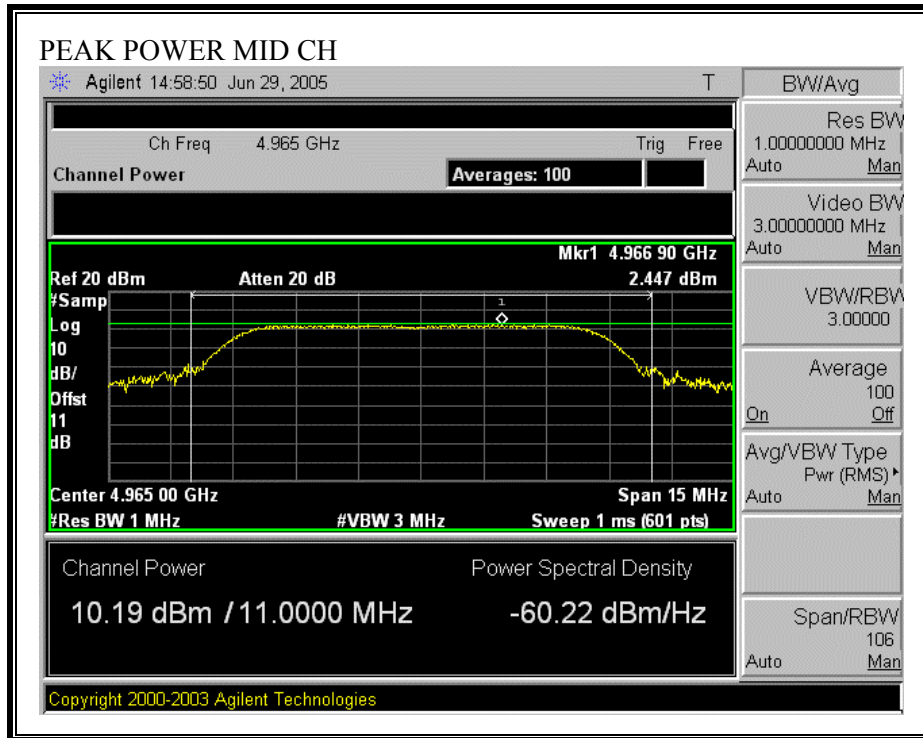 PEAK POWER MID CH
Agilent 14:58:50 Jun 29, 2005 T
BW/Avg
Ch Freq 4.965 GHz Trig Free
Channel Power Averages: 100
Mkr1 4.966 90 GHz
Ref 20 dBm Atten 20 dB 2.447 dBm
#Samp
Log
10
dB/
Offst
11
dB
1
Center 4.965 00 GHz Span 15 MHz
#Res BW 1 MHz #VBW 3 MHz Sweep 1 ms (601 pts)
Channel Power Power Spectral Density
10.19 dBm / 11.0000 MHz -60.22 dBm/Hz
Copyright 2000-2003 Agilent Technologies
Res BW
1.00000000 MHz
Auto Man
Video BW
3.00000000 MHz
Auto Man
VBW/RBW
3.00000
Average
100
On Off
Avg/VBW Type
Pwr (RMS)
Auto Man
Span/RBW
106
Auto Man